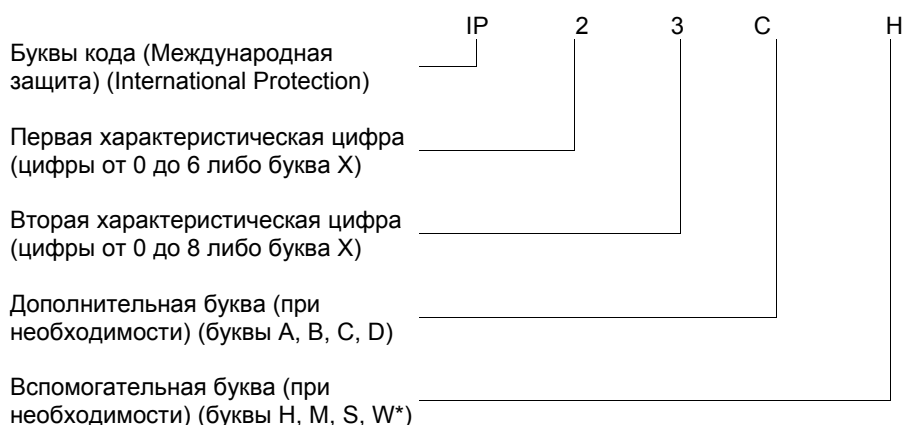 IP 2 3 C H
Буквы кода (Международная
защита) (International Protection)
Первая характеристическая цифра
(цифры от 0 до 6 либо буква X)
Вторая характеристическая цифра
(цифры от 0 до 8 либо буква X)
Дополнительная буква (при
необходимости) (буквы A, B, C, D)
Вспомогательная буква (при
необходимости) (буквы H, M, S, W*)